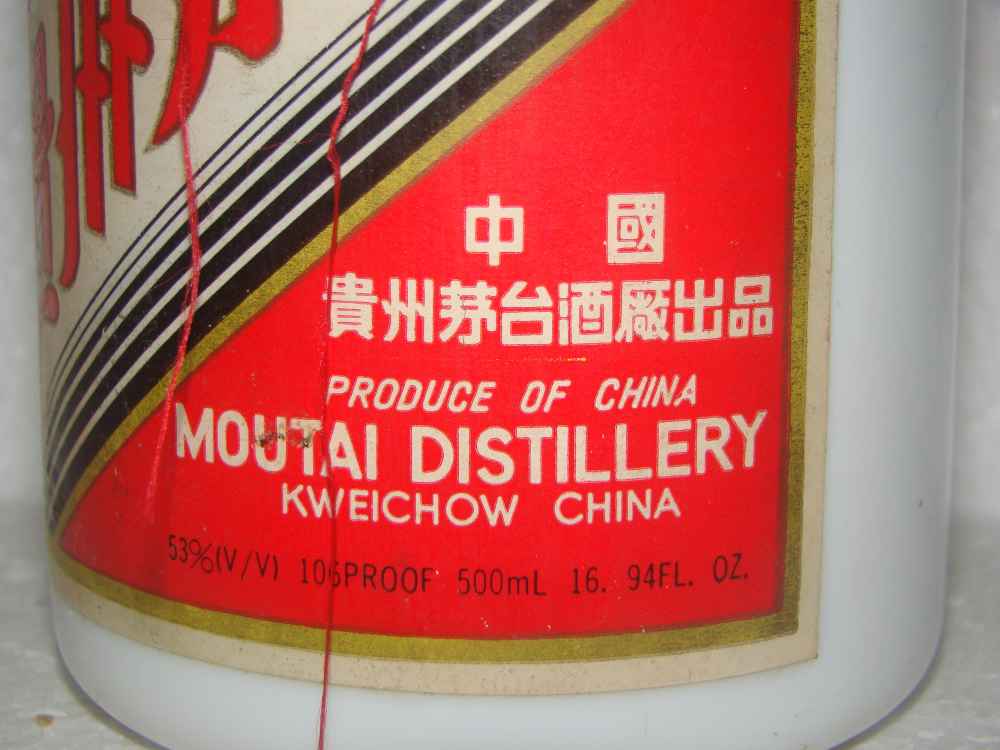 中國
貴州茅台酒廠出品
PRODUCE OF CHINA
MOUTAI DISTILLERY
KWEICHOW CHINA
53%(V/V) 106PROOF 500mL 16. 94FL. OZ.